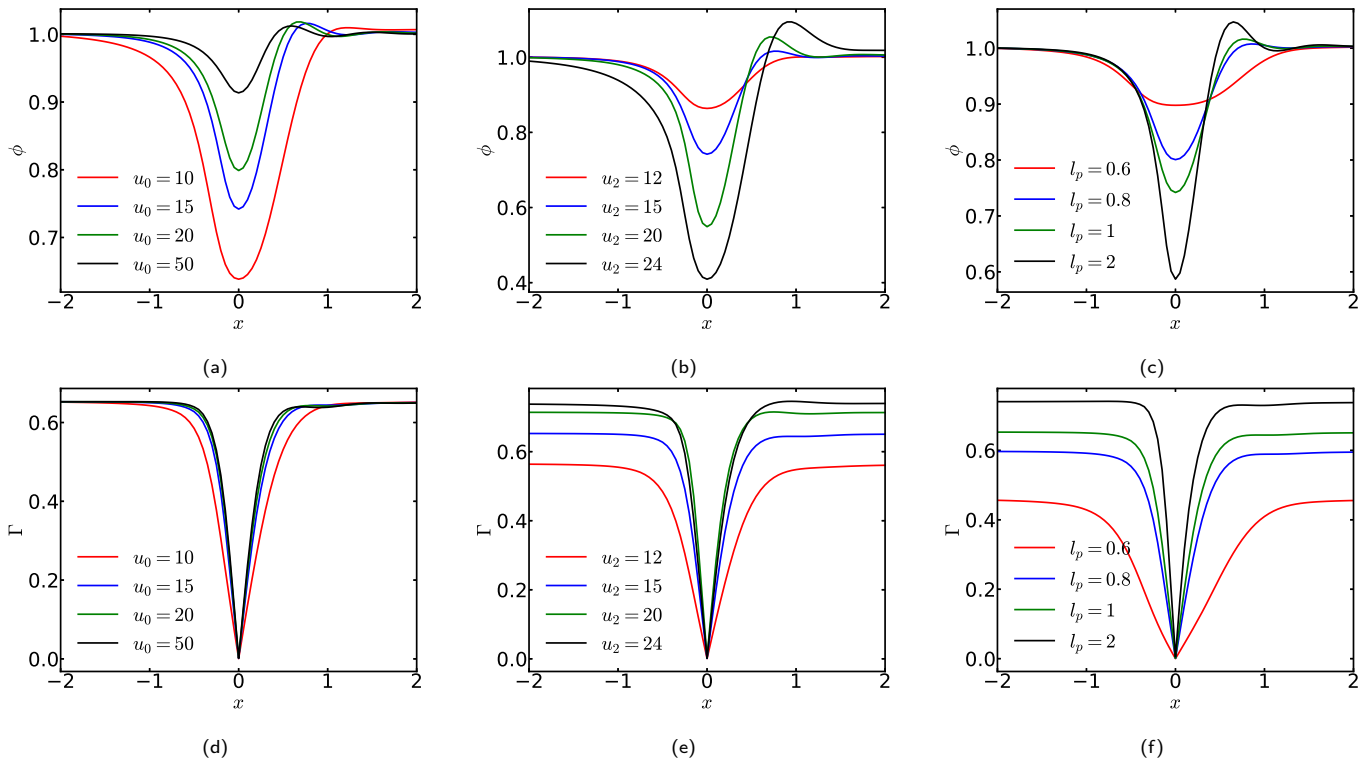 1.0
0.9
0.8
0.7
ϕ
u₀ = 10
u₀ = 15
u₀ = 20
u₀ = 50
−2 −1 0 1 2
x
(a)
1.0
0.8
0.6
0.4
ϕ
u₂ = 12
u₂ = 15
u₂ = 20
u₂ = 24
−2 −1 0 1 2
x
(b)
1.0
0.9
0.8
0.7
0.6
ϕ
lₚ = 0.6
lₚ = 0.8
lₚ = 1
lₚ = 2
−2 −1 0 1 2
x
(c)
0.6
0.4
0.2
0.0
Γ
u₀ = 10
u₀ = 15
u₀ = 20
u₀ = 50
−2 −1 0 1 2
x
(d)
0.6
0.4
0.2
0.0
Γ
u₂ = 12
u₂ = 15
u₂ = 20
u₂ = 24
−2 −1 0 1 2
x
(e)
0.6
0.4
0.2
0.0
Γ
lₚ = 0.6
lₚ = 0.8
lₚ = 1
lₚ = 2
−2 −1 0 1 2
x
(f)